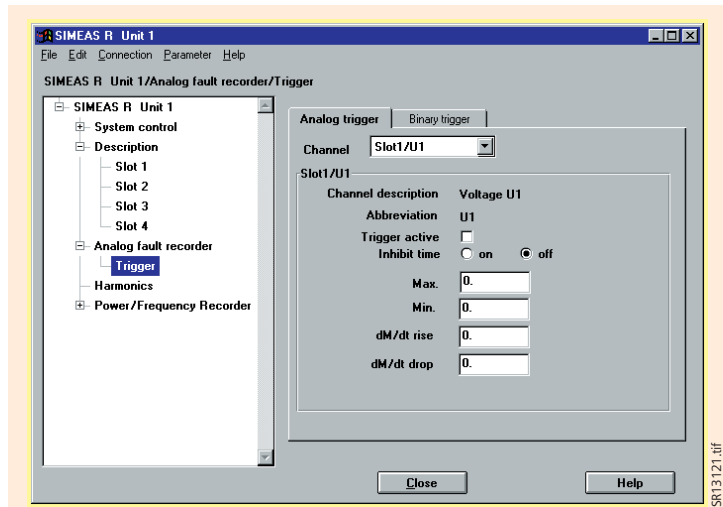 SIMEAS R Unit 1
File Edit Connection Parameter Help
SIMEAS R Unit 1/Analog fault recorder/Trigger
SIMEAS R Unit 1
System control
Description
Slot 1
Slot 2
Slot 3
Slot 4
Analog fault recorder
Trigger
Harmonics
Power/Frequency Recorder
Analog trigger Binary trigger
Channel Slot1/U1
Slot1/U1
Channel description Voltage U1
Abbreviation U1
Trigger active
Inhibit time on off
Max. 0.
Min. 0.
dM/dt rise 0.
dM/dt drop 0.
Close Help
SR13121.tif